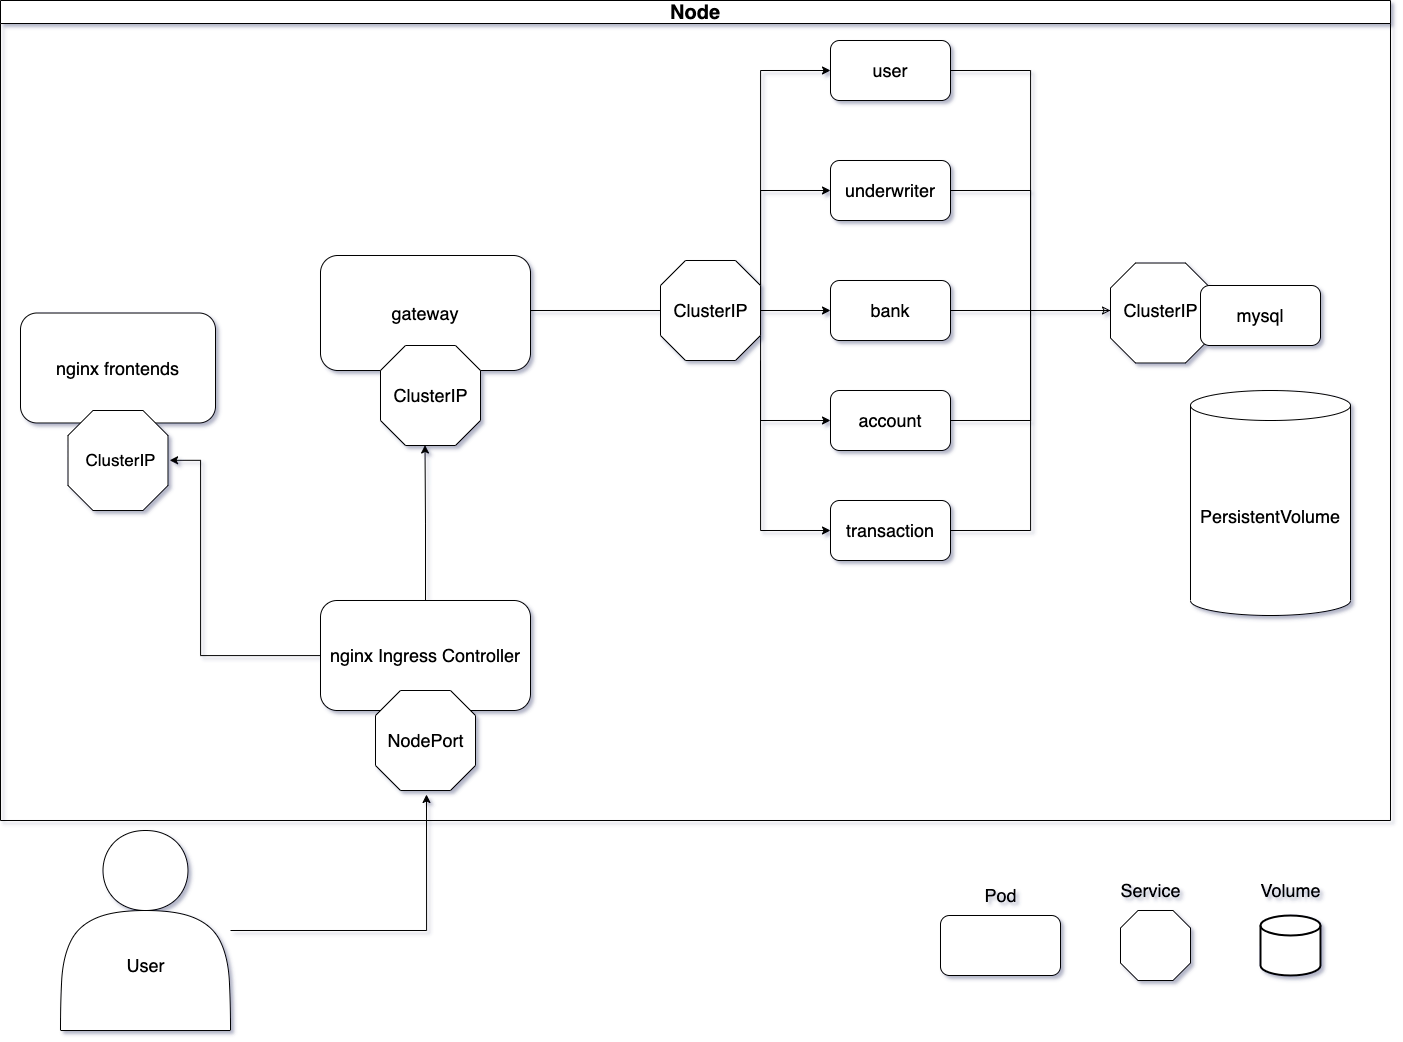 Node
user
underwriter
gateway
ClusterIP
bank
ClusterIP
mysql
nginx frontends
ClusterIP
account
ClusterIP
PersistentVolume
transaction
nginx Ingress Controller
NodePort
User
Pod
Service
Volume